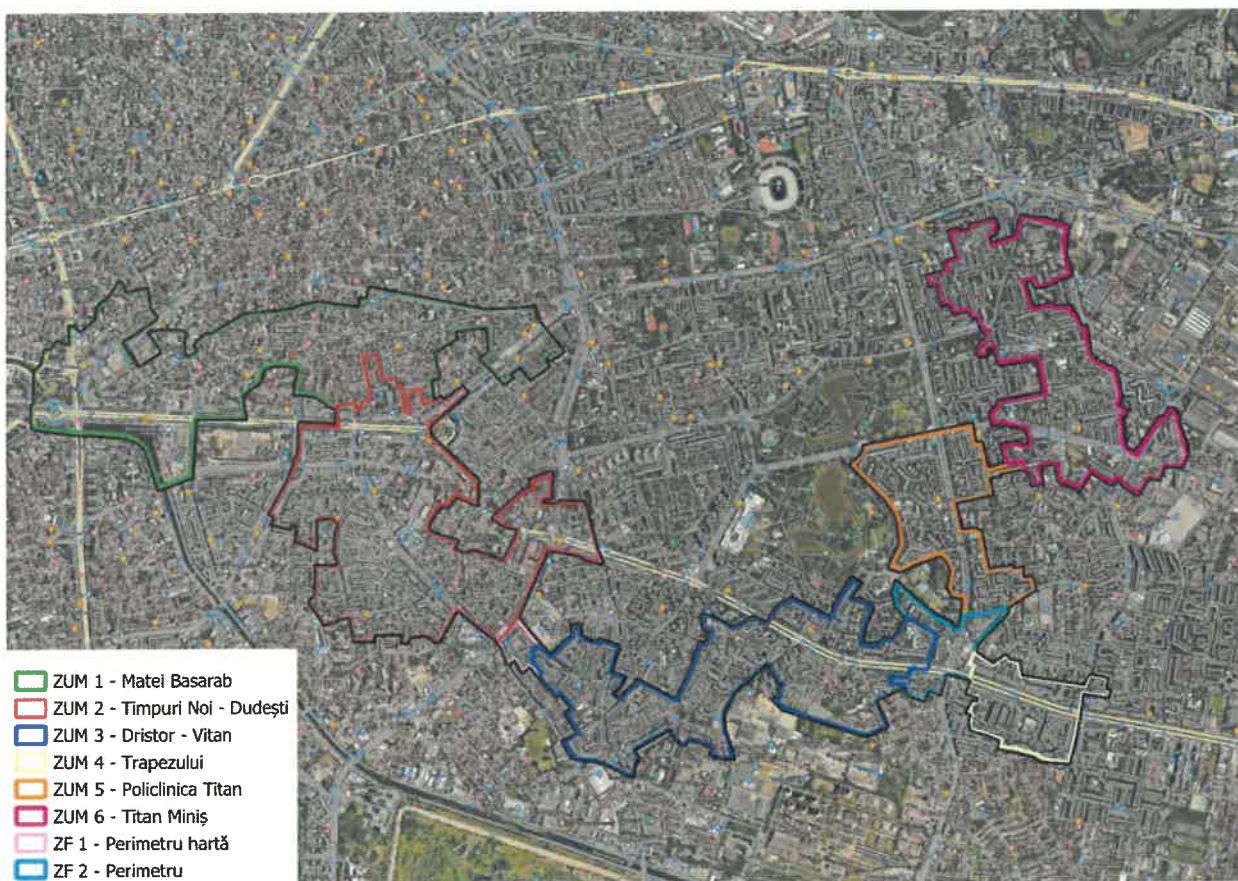 ZUM 1 - Matei Basarab
ZUM 2 - Timpuri Noi - Dudești
ZUM 3 - Dristor - Vitan
ZUM 4 - Trapezului
ZUM 5 - Policlinica Titan
ZUM 6 - Titan Miniș
ZF 1 - Perimetru hartă
ZF 2 - Perimetru